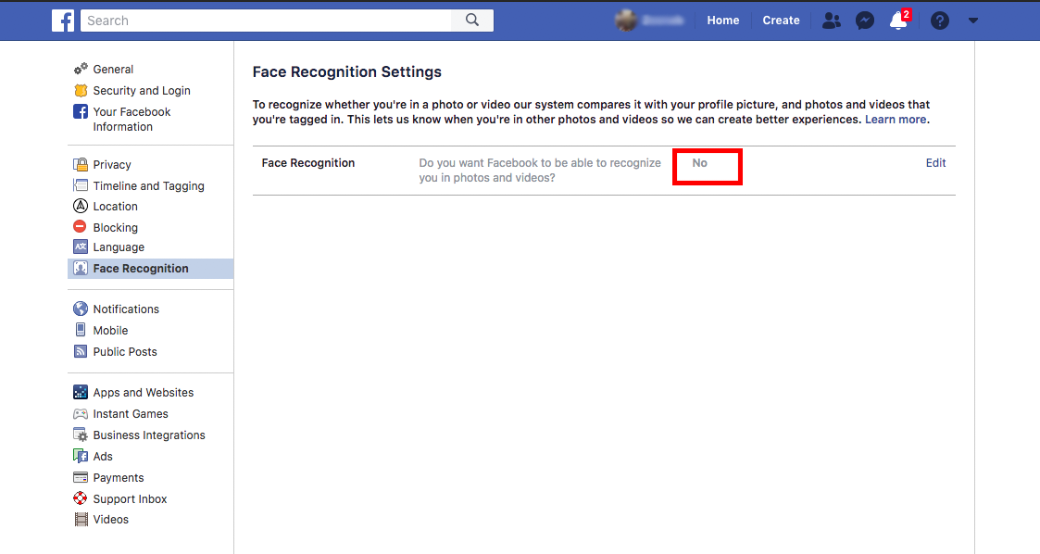 f
Search
Home
Create
2
?
General
Security and Login
Your Facebook
Information
Privacy
Timeline and Tagging
Location
Blocking
Language
Face Recognition
Notifications
Mobile
Public Posts
Apps and Websites
Instant Games
Business Integrations
Ads
Payments
Support Inbox
Videos
Face Recognition Settings
To recognize whether you're in a photo or video our system compares it with your profile picture, and photos and videos that
you're tagged in. This lets us know when you're in other photos and videos so we can create better experiences. Learn more.
Face Recognition
Do you want Facebook to be able to recognize
you in photos and videos?
No
Edit